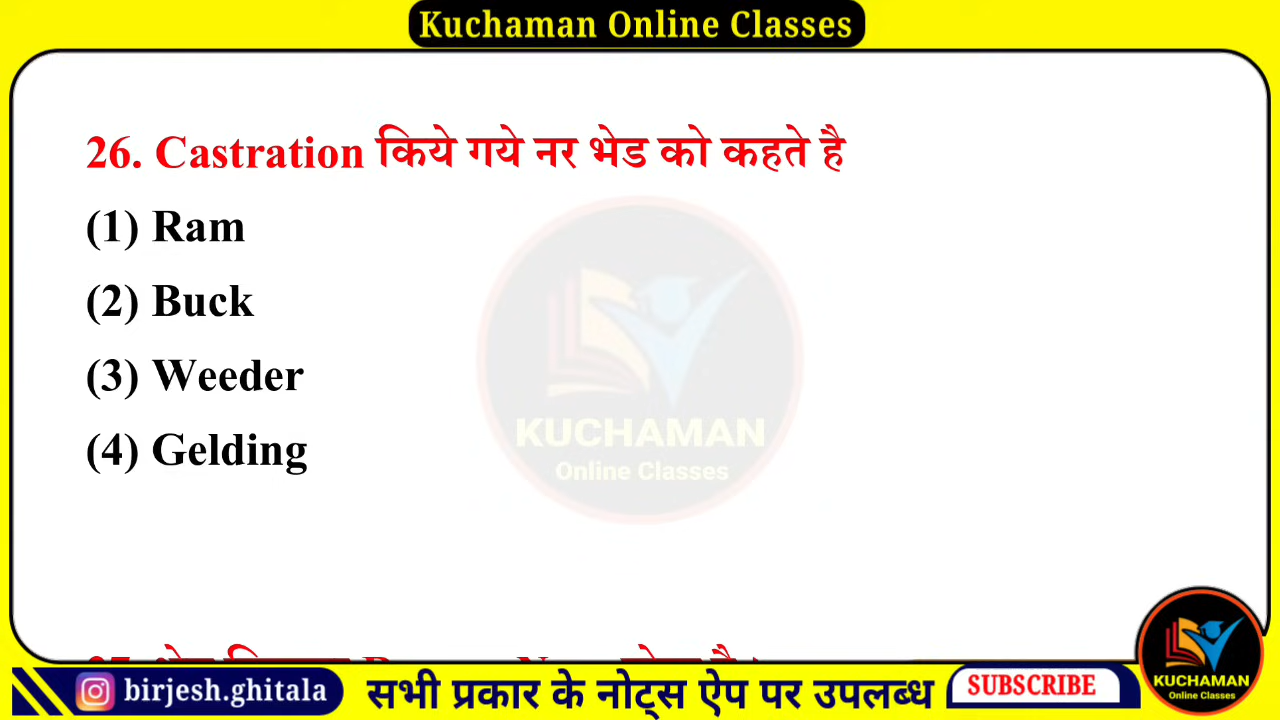 Kuchaman Online Classes
26. Castration किये गये नर भेड को कहते है
(1) Ram
(2) Buck
(3) Weeder
(4) Gelding
KUCHAMAN
Online Classes
birjesh.ghitala
सभी प्रकार के नोट्स ऐप पर उपलब्ध
SUBSCRIBE
KUCHAMAN
Online Classes